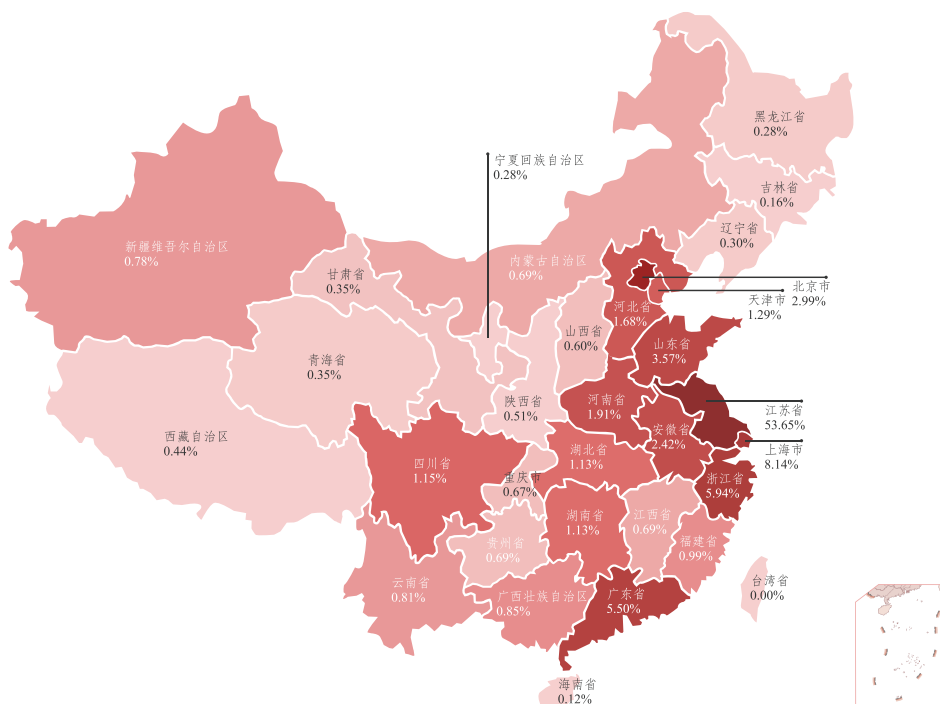 黑龙江省
0.28%
宁夏回族自治区
0.28%
吉林省
0.16%
辽宁省
0.30%
新疆维吾尔自治区
0.78%
内蒙古自治区
0.69%
甘肃省
0.35%
北京市
2.99%
天津市
1.29%
河北省
1.68%
山西省
0.60%
山东省
3.57%
青海省
0.35%
陕西省
0.51%
河南省
1.91%
江苏省
53.65%
安徽省
2.42%
西藏自治区
0.44%
上海市
8.14%
四川省
1.15%
湖北省
1.13%
重庆市
0.67%
浙江省
5.94%
湖南省
1.13%
江西省
0.69%
贵州省
0.69%
福建省
0.99%
云南省
0.81%
广西壮族自治区
0.85%
广东省
5.50%
台湾省
0.00%
海南省
0.12%